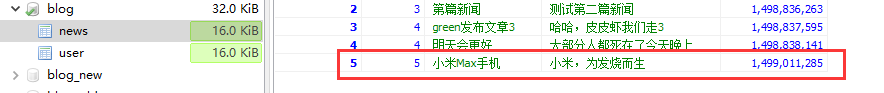 blog 32.0 KiB
news 16.0 KiB
user 16.0 KiB
blog_new
2 3 第篇新闻 测试第二篇新闻 1,498,836,263
3 4 green发布文章3 哈哈，皮皮虾我们走3 1,498,837,595
4 4 明天会更好 大部分人都死在了今天晚上 1,498,838,141
5 5 小米Max手机 小米，为发烧而生 1,499,011,285